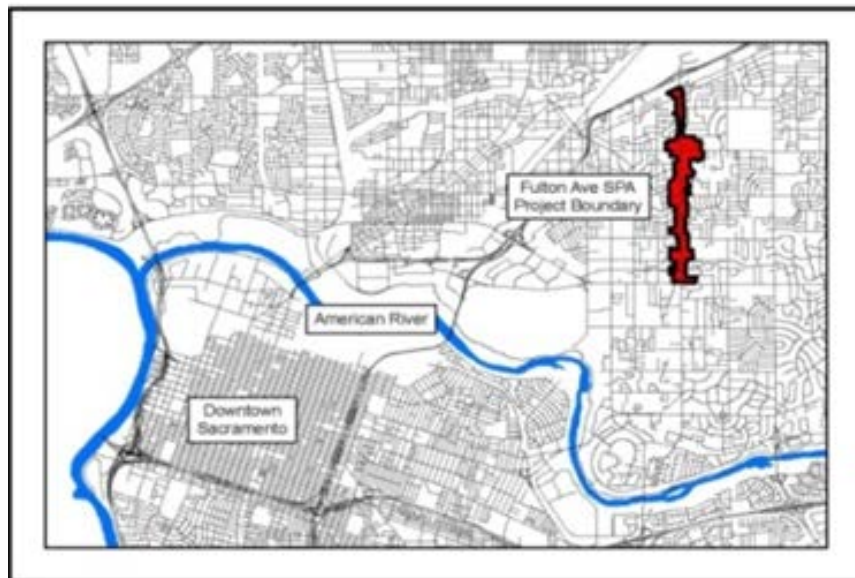 Fulton Ave SPA
Project Boundary
American River
Downtown
Sacramento